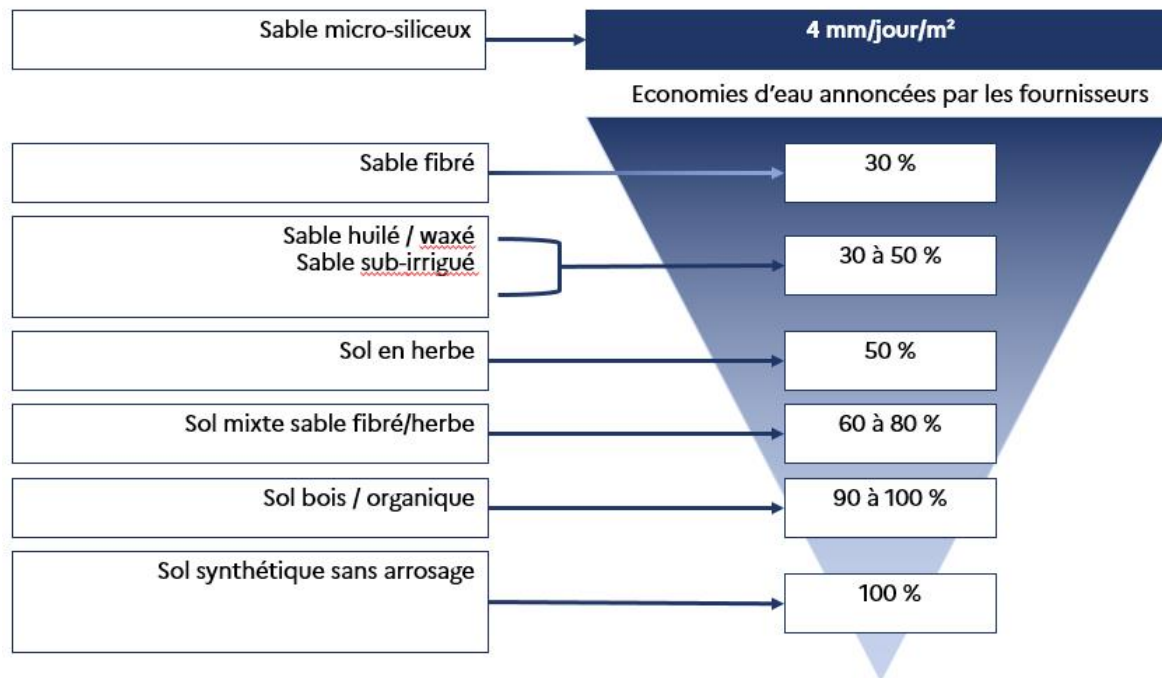 Sable micro-siliceux
4 mm/jour/m²
Economies d'eau annoncées par les fournisseurs
Sable fibré
30 %
Sable huilé / waxé
Sable sub-irrigué
30 à 50 %
Sol en herbe
50 %
Sol mixte sable fibré/herbe
60 à 80 %
Sol bois / organique
90 à 100 %
Sol synthétique sans arrosage
100 %